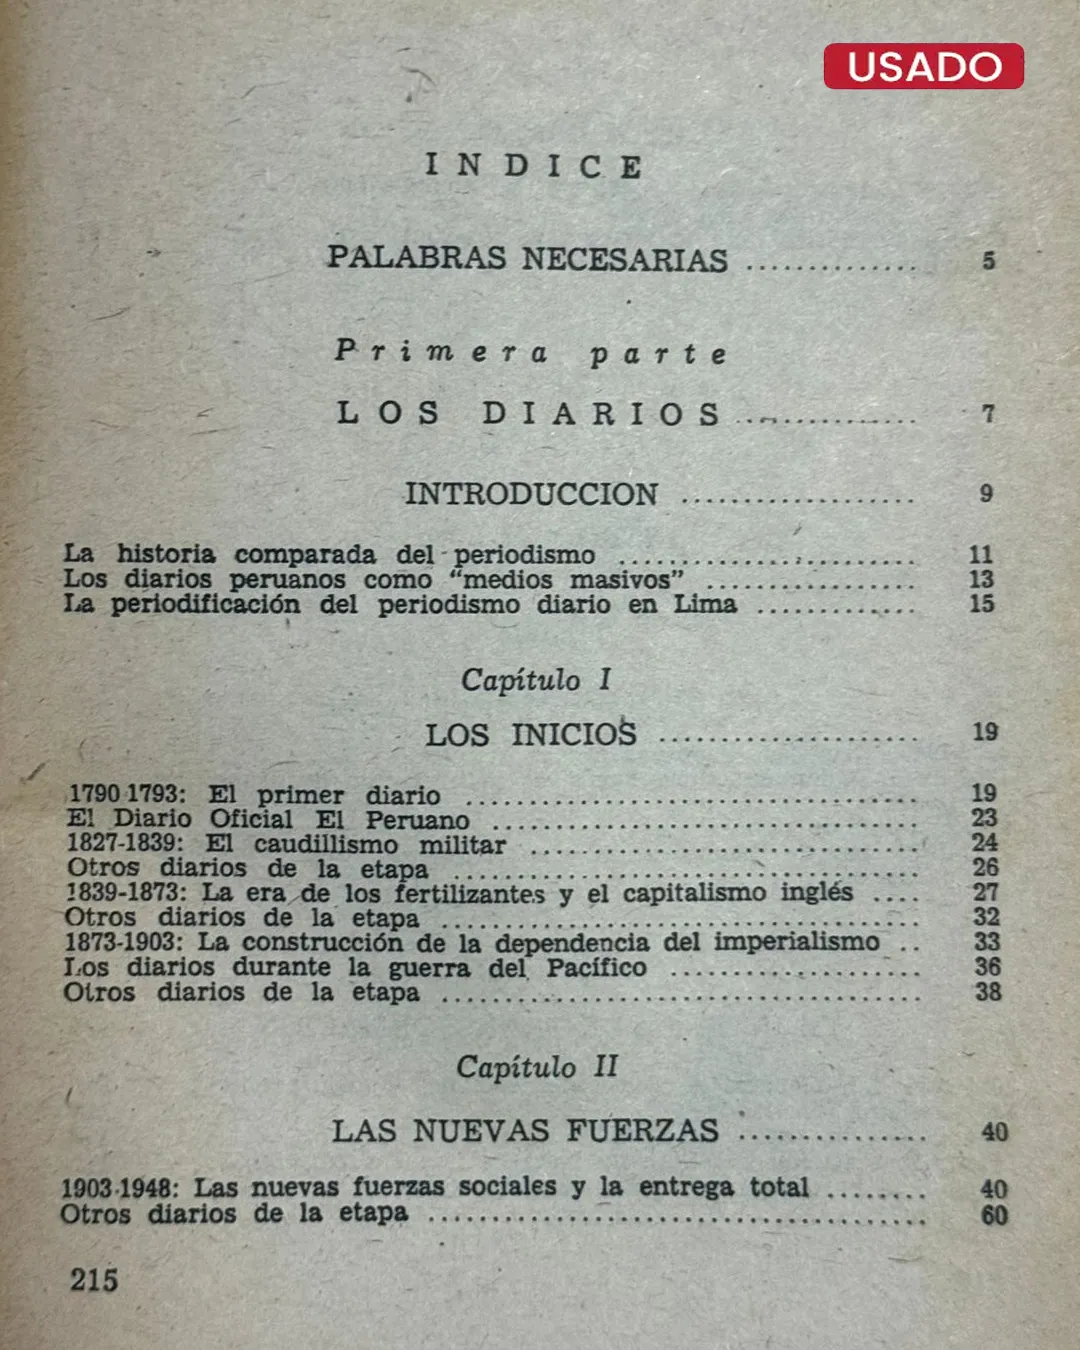 USADO
I N D I C E
PALABRAS NECESARIAS .............. 5
P r i m e r a p a r t e
L O S D I A R I O S ............... 7
INTRODUCCION ................... 9
La historia comparada del periodismo ........................ 11
Los diarios peruanos como “medios masivos” ................. 13
La periodificación del periodismo diario en Lima ............. 15
Capítulo I
LOS INICIOS ..................... 19
1790-1793: El primer diario ..................................... 19
El Diario Oficial El Peruano ................................... 23
1827-1839: El caudillismo militar ............................... 24
Otros diarios de la etapa ...................................... 26
1839-1873: La era de los fertilizantes y el capitalismo inglés .... 27
Otros diarios de la etapa ....................................... 32
1873-1903: La construcción de la dependencia del imperialismo .. 33
Los diarios durante la guerra del Pacífico ..................... 36
Otros diarios de la etapa ....................................... 38
Capítulo II
LAS NUEVAS FUERZAS ................ 40
1903-1948: Las nuevas fuerzas sociales y la entrega total ........ 40
Otros diarios de la etapa ......................................... 60
215